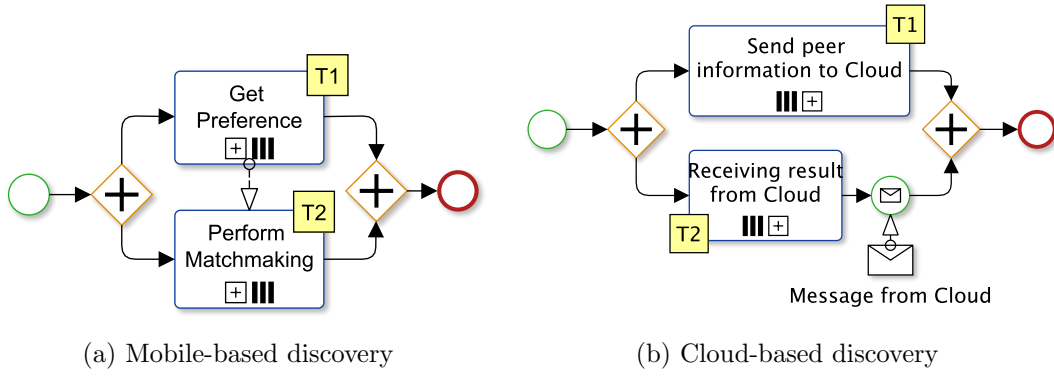 T1
Get
Preference
T2
Perform
Matchmaking
(a) Mobile-based discovery
T1
Send peer
information to Cloud
Receiving result
from Cloud
T2
Message from Cloud
(b) Cloud-based discovery